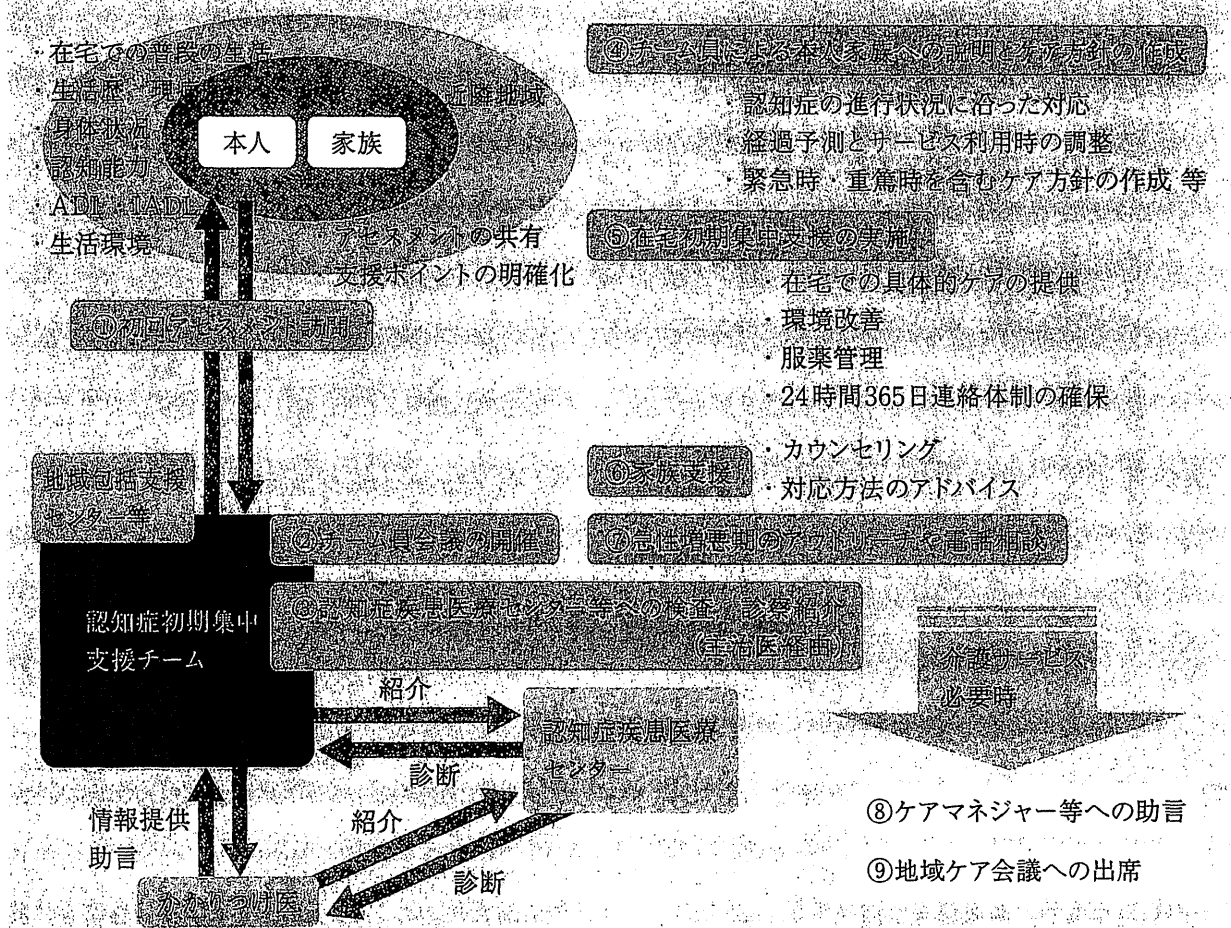 ・在宅での普段の生活
・生活歴・現
・身体状況
・認知能力
・ADL・IADL
・生活環境
近隣地域
本人
家族
アセスメントの共有
支援ポイントの明確化
①初回アセスメント訪問
地域包括支援
センター等
認知症初期集中
支援チーム
②チーム員会議の開催
③認知症疾患医療センター等への検査／診察紹介
(主治医経由)
紹介
診断
認知症疾患医療
センター
情報提供
助言
紹介
診断
かかりつけ医
④チーム員による本人家族への説明とケア方針の作成
・認知症の進行状況に沿った対応
・経過予測とサービス利用時の調整
・緊急時・重篤時を含むケア方針の作成 等
⑤在宅初期集中支援の実施
・在宅での具体的ケアの提供
・環境改善
・服薬管理
・24時間365日連絡体制の確保
⑥家族支援
・カウンセリング
・対応方法のアドバイス
⑦急性増悪期のアウトリーチや電話相談
介護サービス
必要時
⑧ケアマネジャー等への助言
⑨地域ケア会議への出席